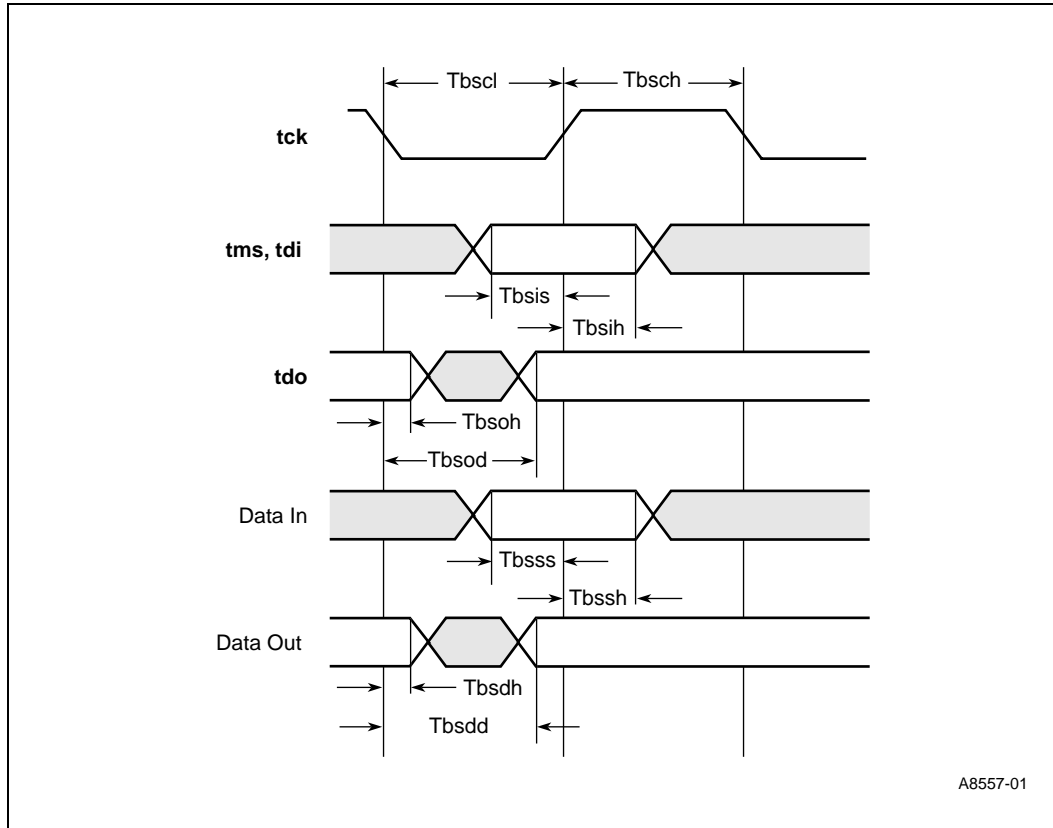 Tbscl
Tbsch
tck
tms, tdi
Tbsis
Tbsih
tdo
Tbsoh
Tbsod
Data In
Tbsss
Tbssh
Data Out
Tbsdh
Tbsdd
A8557-01